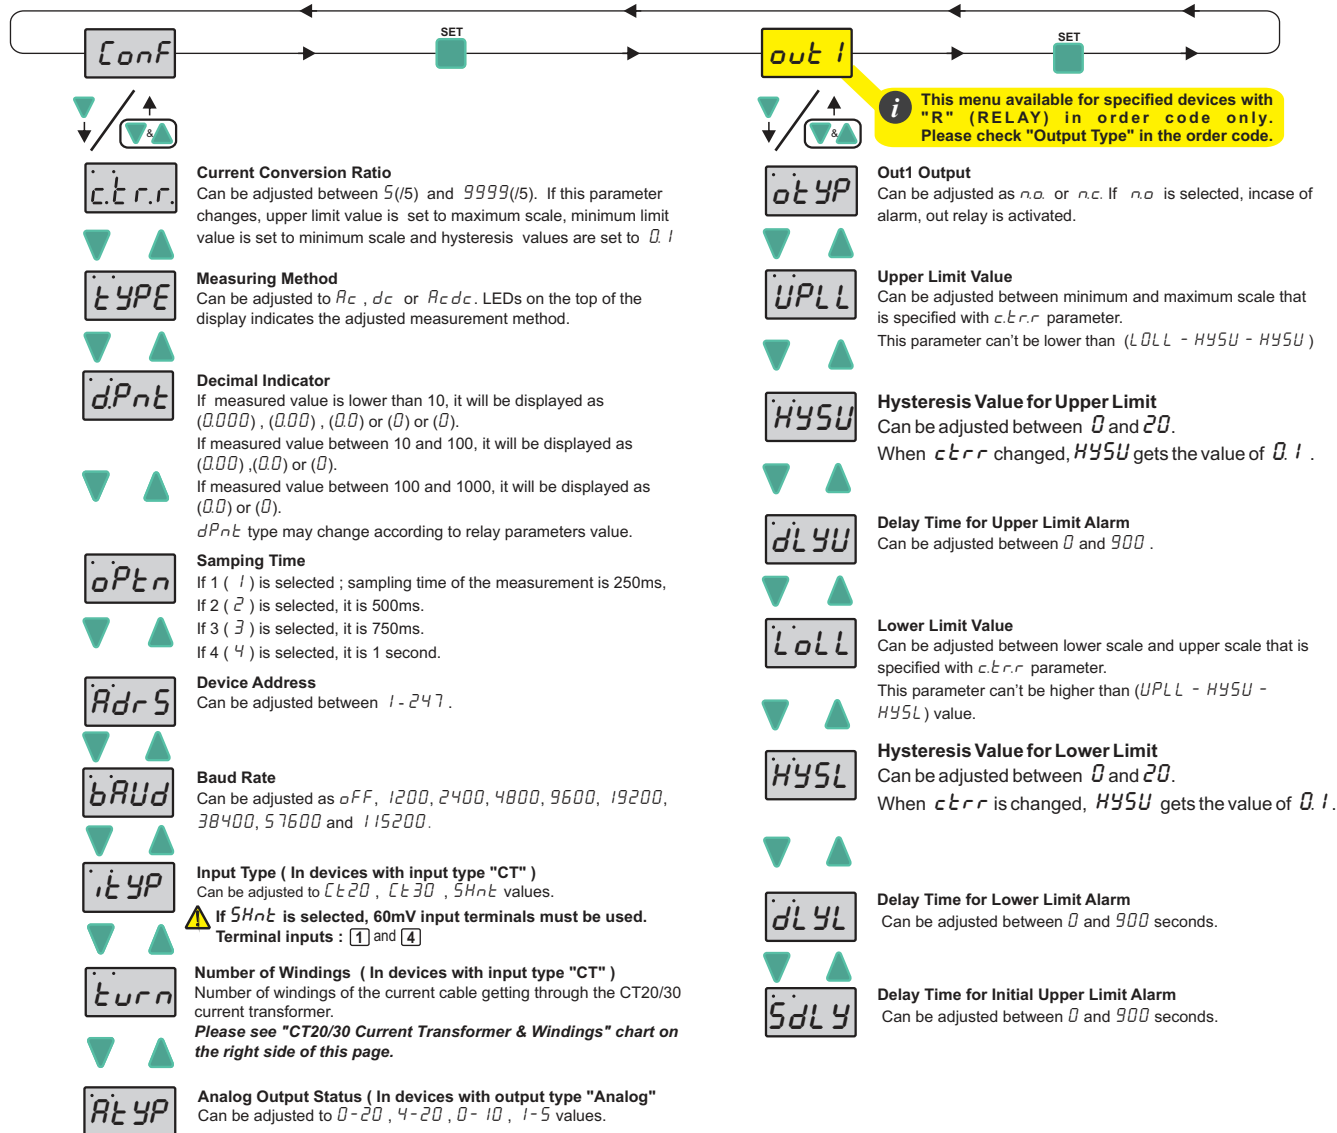 SET
SET
ConF
out 1
i This menu available for specified devices with
"R" (RELAY) in order code only.
Please check "Output Type" in the order code.
&
&
c.t.r.r.
Current Conversion Ratio
Can be adjusted between 5(/5) and 9999(/5). If this parameter
changes, upper limit value is set to maximum scale, minimum limit
value is set to minimum scale and hysteresis values are set to 0.1
tYPE
Measuring Method
Can be adjusted to Ac , dc or Acdc. LEDs on the top of the
display indicates the adjusted measurement method.
d.Pnt
Decimal Indicator
If measured value is lower than 10, it will be displayed as
(0.000) , (0.00) , (0.0) or (0) or (0).
If measured value between 10 and 100, it will be displayed as
(0.00) ,(0.0) or (0).
If measured value between 100 and 1000, it will be displayed as
(0.0) or (0).
dPnt type may change according to relay parameters value.
oPtn
Samping Time
If 1 ( 1 ) is selected ; sampling time of the measurement is 250ms,
If 2 ( 2 ) is selected, it is 500ms.
If 3 ( 3 ) is selected, it is 750ms.
If 4 ( 4 ) is selected, it is 1 second.
AdrS
Device Address
Can be adjusted between 1 - 247 .
bAUd
Baud Rate
Can be adjusted as oFF, 1200, 2400, 4800, 9600, 19200,
38400, 57600 and 115200.
itYP
Input Type ( In devices with input type "CT" )
Can be adjusted to Ct20 , Ct30 , SHnt values.
If SHnt is selected, 60mV input terminals must be used.
Terminal inputs : 1 and 4
turn
Number of Windings ( In devices with input type "CT" )
Number of windings of the current cable getting through the CT20/30
current transformer.
Please see "CT20/30 Current Transformer & Windings" chart on
the right side of this page.
AtYP
Analog Output Status ( In devices with output type "Analog"
Can be adjusted to 0-20 , 4-20 , 0-10 , 1-5 values.
otYP
Out1 Output
Can be adjusted as n.o. or n.c. If n.o is selected, incase of
alarm, out relay is activated.
UPLL
Upper Limit Value
Can be adjusted between minimum and maximum scale that
is specified with c.t.r.r parameter.
This parameter can't be lower than (LOLL - HYSU - HYSU )
HYSU
Hysteresis Value for Upper Limit
Can be adjusted between 0 and 20.
When ctrr changed, HYSU gets the value of 0.1 .
dLYU
Delay Time for Upper Limit Alarm
Can be adjusted between 0 and 900 .
LoLL
Lower Limit Value
Can be adjusted between lower scale and upper scale that is
specified with c.t.r.r parameter.
This parameter can't be higher than (UPLL - HYSU -
HYSL) value.
HYSL
Hysteresis Value for Lower Limit
Can be adjusted between 0 and 20.
When ctrr is changed, HYSU gets the value of 0.1 .
dLYL
Delay Time for Lower Limit Alarm
Can be adjusted between 0 and 900 seconds.
SdLY
Delay Time for Initial Upper Limit Alarm
Can be adjusted between 0 and 900 seconds.